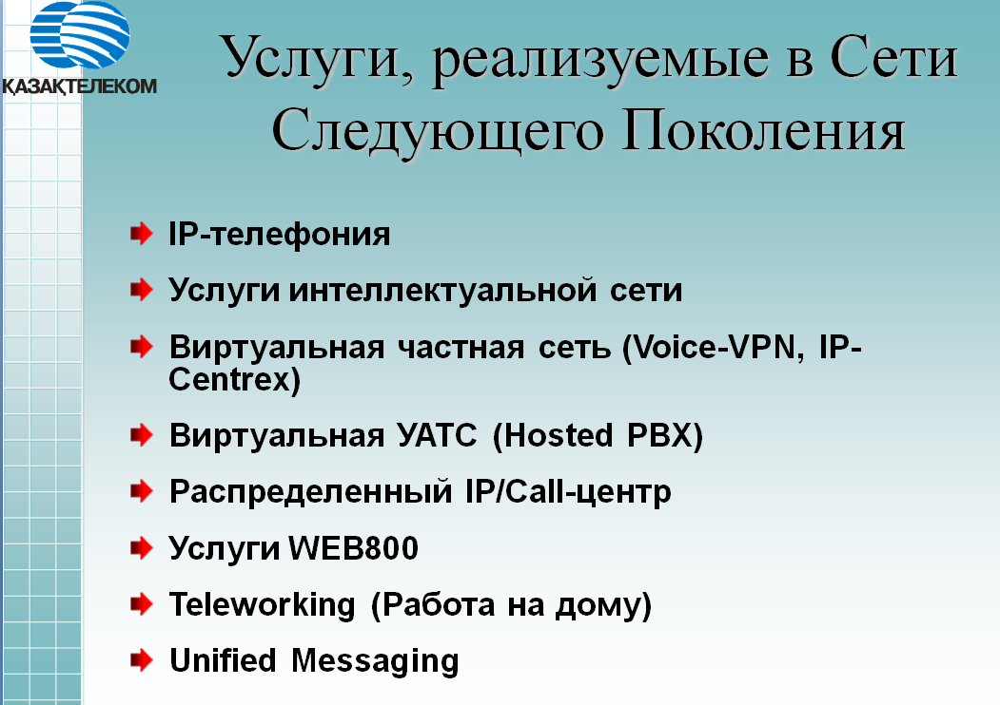 ҚАЗАҚТЕЛЕКОМ
Услуги, реализуемые в Сети
Следующего Поколения
IP-телефония
Услуги интеллектуальной сети
Виртуальная частная сеть (Voice-VPN, IP-
Centrex)
Виртуальная УАТС (Hosted PBX)
Распределенный IP/Call-центр
Услуги WEB800
Teleworking (Работа на дому)
Unified Messaging